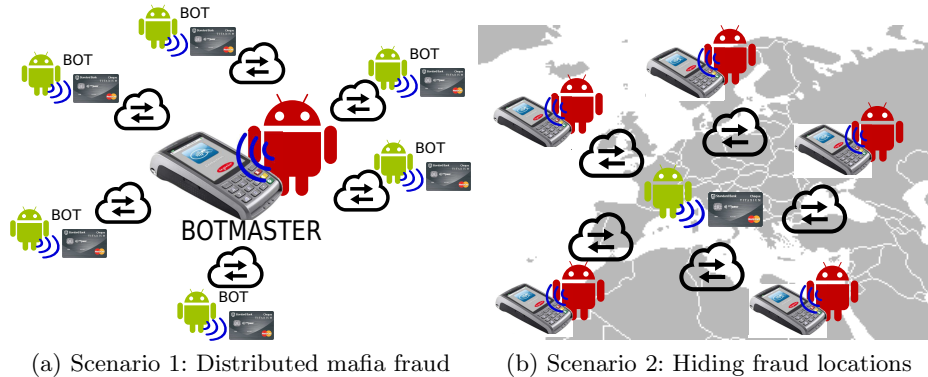 BOT
BOT
BOT
BOT
BOT
BOTMASTER
BOT
(a) Scenario 1: Distributed mafia fraud
(b) Scenario 2: Hiding fraud locations